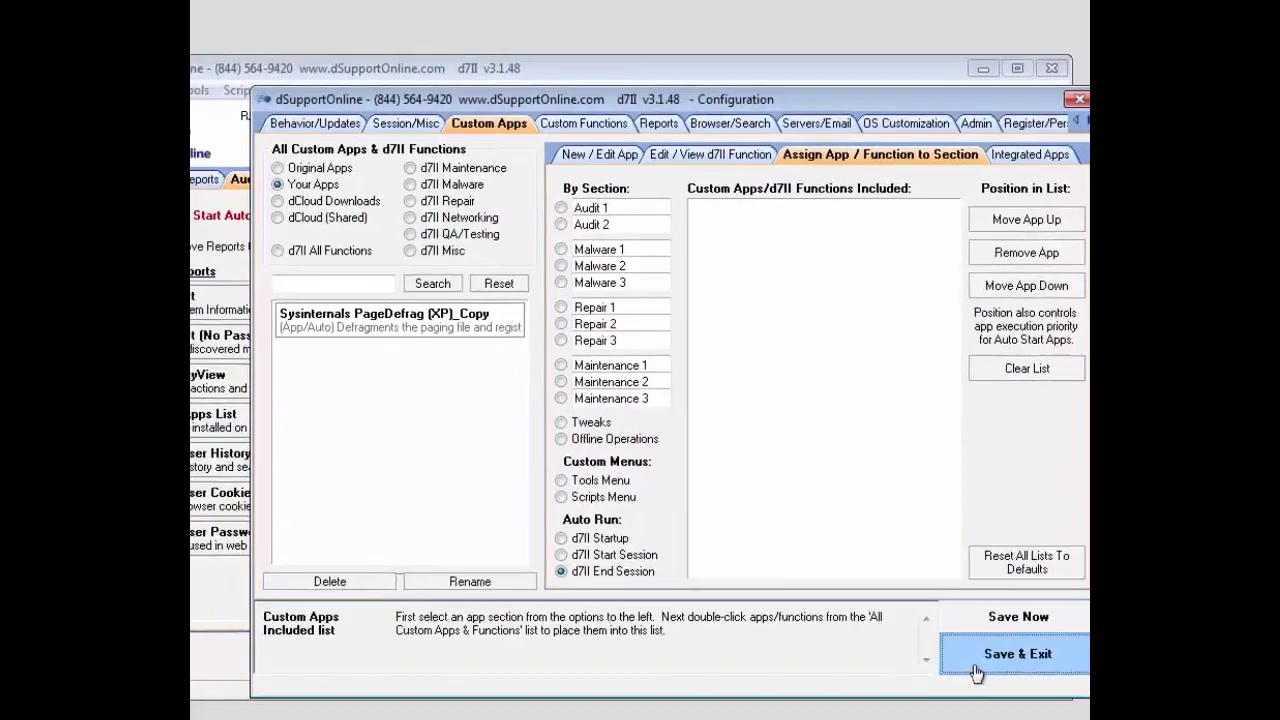 ne - (844) 564-9420 www.dSupportOnline.com d7II v3.1.48
ols Scrip
dSupportOnline - (844) 564-9420 www.dSupportOnline.com d7II v3.1.48 - Configuration
Behavior/Updates Session/Misc Custom Apps Custom Functions Reports Browser/Search Servers/Email OS Customization Admin Register/Per
line
eports Aud
Start Auto
ve Reports
ports
t
em Informatio
t (No Pass
discovered m
yView
actions and
pps List
installed on
ser History
story and sea
ser Cookie
owser cookie
ser Passw
used in web
All Custom Apps & d7II Functions
Original Apps d7II Maintenance
Your Apps d7II Malware
dCloud Downloads d7II Repair
dCloud (Shared) d7II Networking
d7II QA/Testing
d7II All Functions d7II Misc
Search Reset
Sysinternals PageDefrag (XP)_Copy
(App/Auto) Defragments the paging file and regist
Delete Rename
New / Edit App Edit / View d7II Function Assign App / Function to Section Integrated Apps
By Section:
Audit 1
Audit 2
Malware 1
Malware 2
Malware 3
Repair 1
Repair 2
Repair 3
Maintenance 1
Maintenance 2
Maintenance 3
Tweaks
Offline Operations
Custom Menus:
Tools Menu
Scripts Menu
Auto Run:
d7II Startup
d7II Start Session
d7II End Session
Custom Apps/d7II Functions Included:
Position in List:
Move App Up
Remove App
Move App Down
Position also controls
app execution priority
for Auto Start Apps.
Clear List
Reset All Lists To
Defaults
Custom Apps
Included list
First select an app section from the options to the left. Next double-click apps/functions from the 'All
Custom Apps & Functions' list to place them into this list.
Save Now
Save & Exit